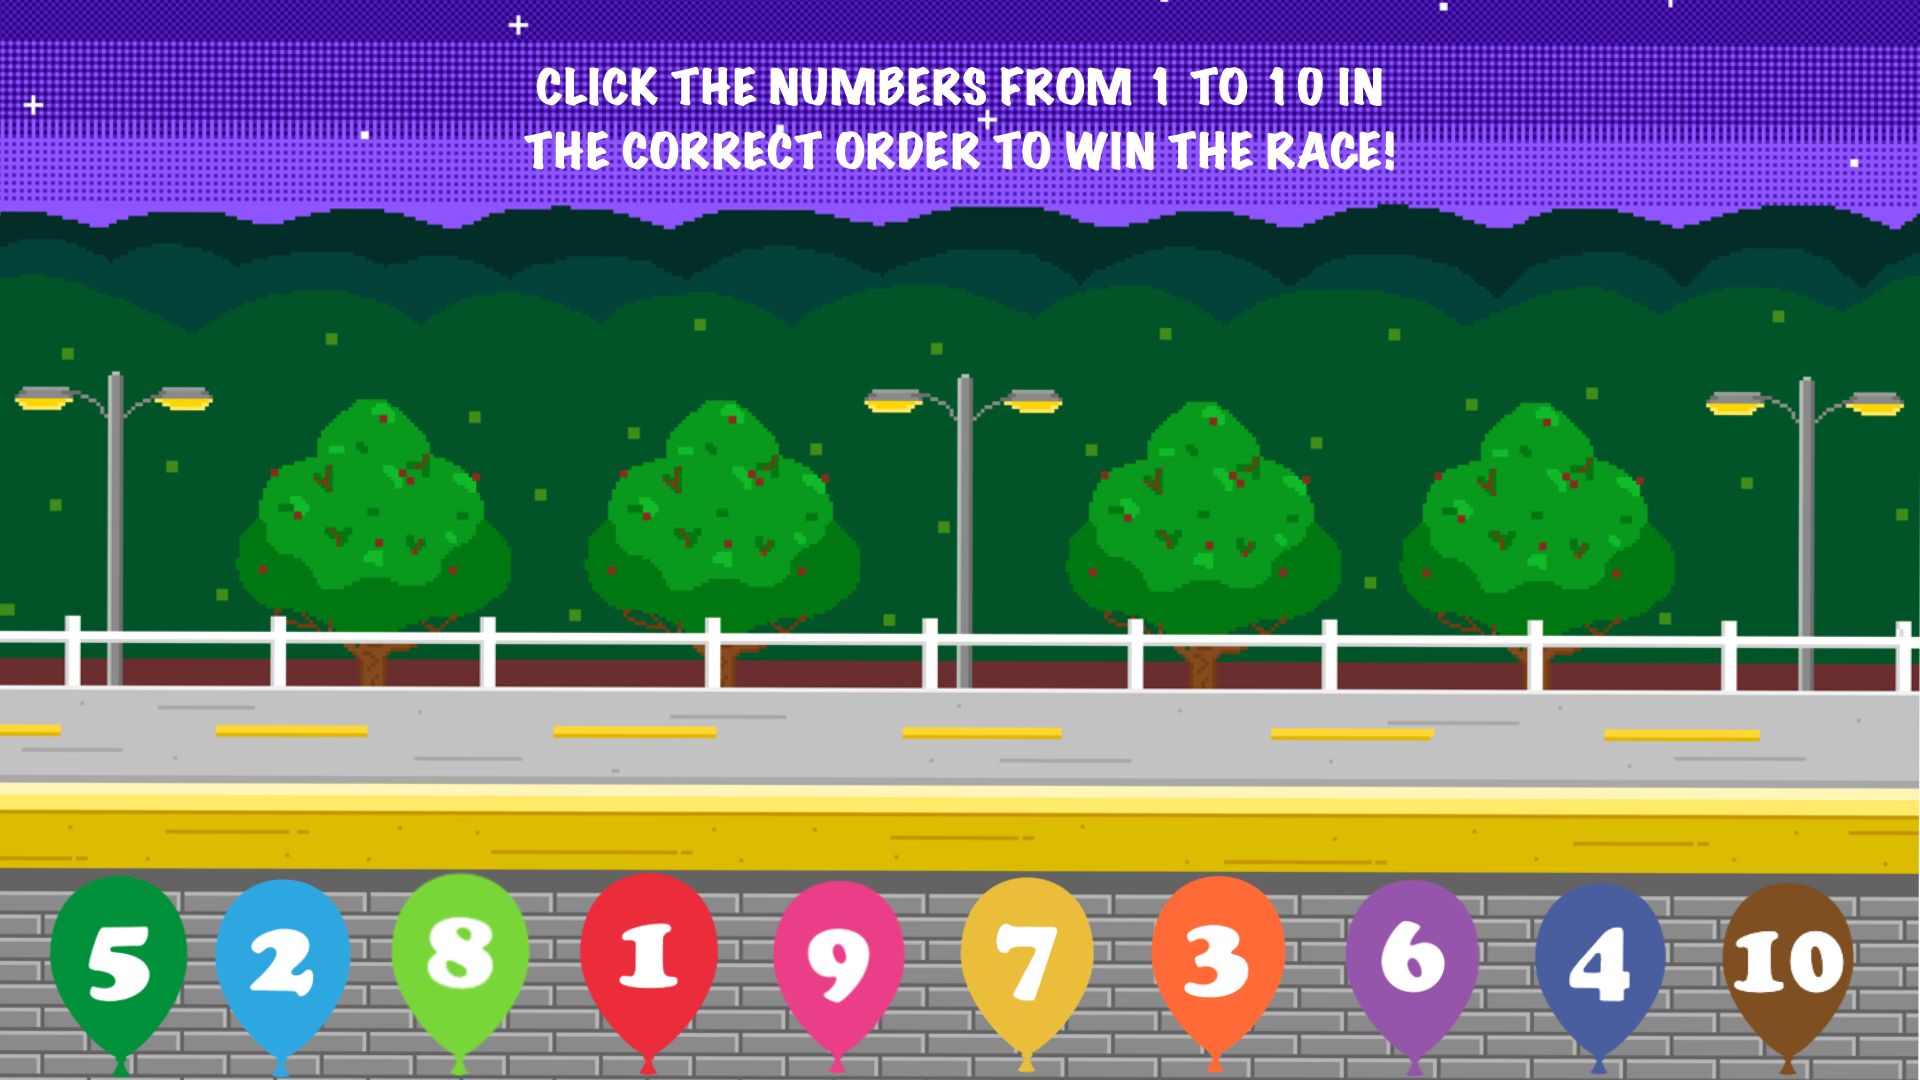 CLICK THE NUMBERS FROM 1 TO 10 IN
THE CORRECT ORDER TO WIN THE RACE!
5 2 8 1 9 7 3 6 4 10